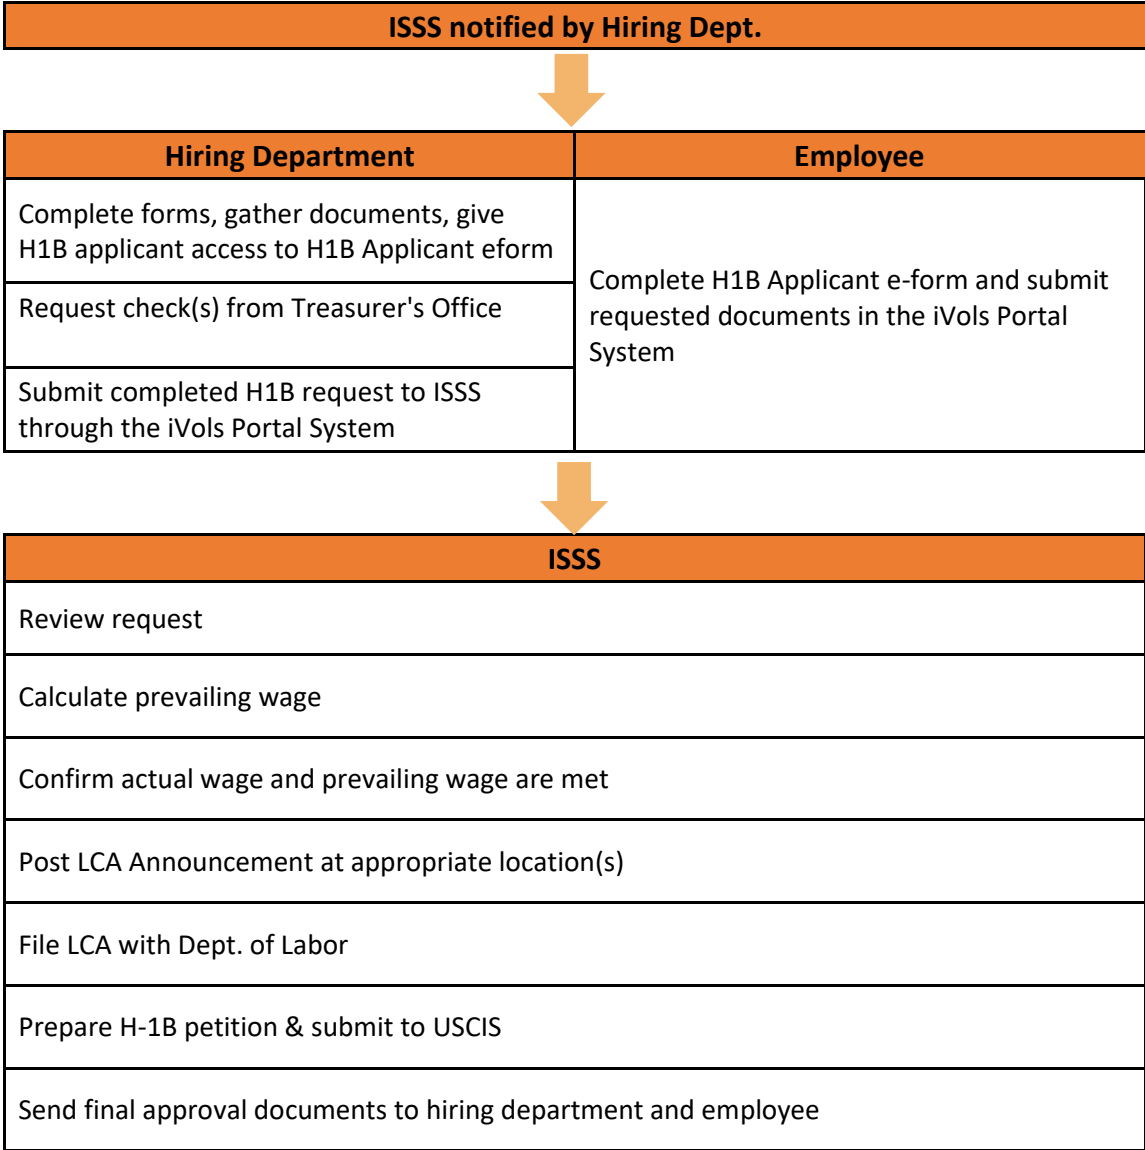 ISSS notified by Hiring Dept.
Hiring Department
Employee
Complete forms, gather documents, give
H1B applicant access to H1B Applicant eform
Request check(s) from Treasurer's Office
Submit completed H1B request to ISSS
through the iVols Portal System
Complete H1B Applicant e-form and submit
requested documents in the iVols Portal
System
ISSS
Review request
Calculate prevailing wage
Confirm actual wage and prevailing wage are met
Post LCA Announcement at appropriate location(s)
File LCA with Dept. of Labor
Prepare H-1B petition & submit to USCIS
Send final approval documents to hiring department and employee